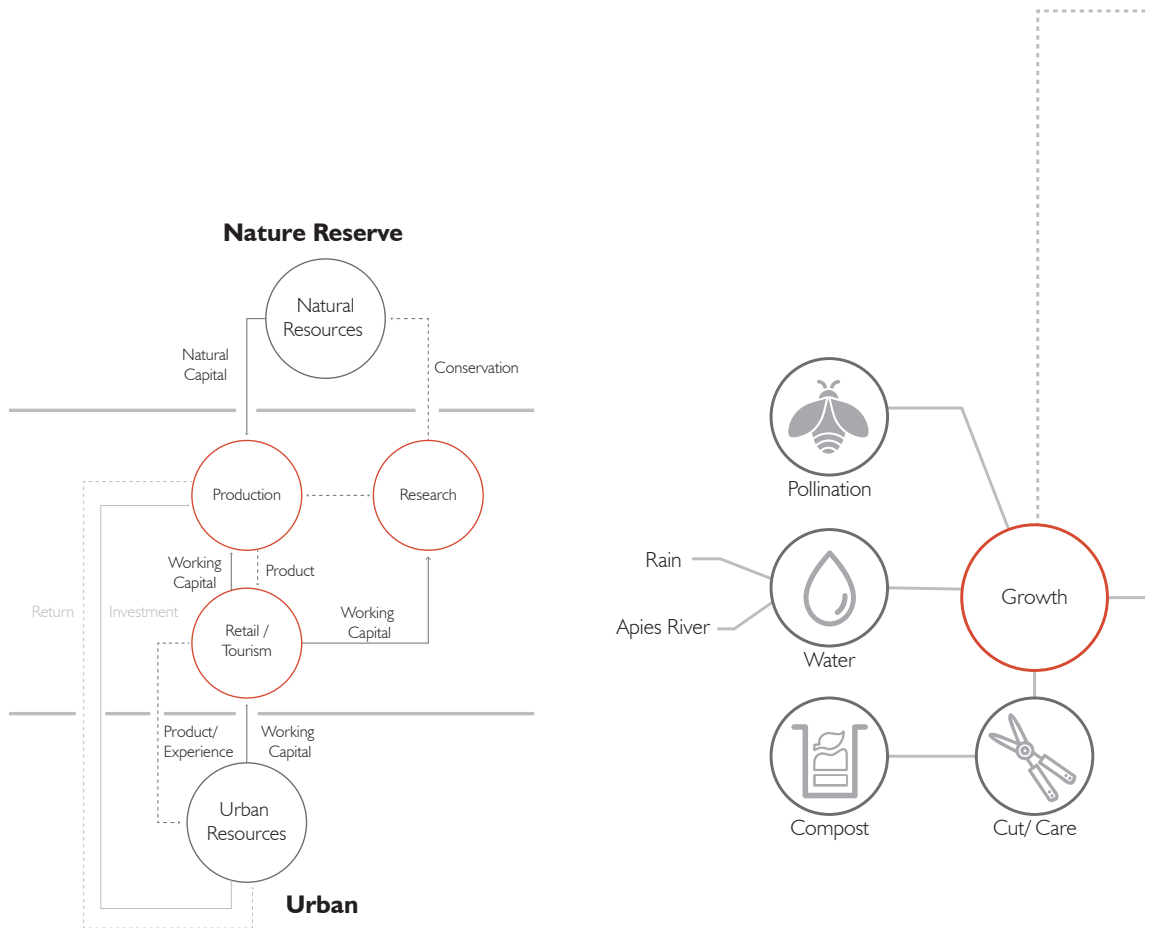 Nature Reserve
Natural
Resources
Natural
Capital
Conservation
Production
Research
Working
Capital
Product
Return
Investment
Retail /
Tourism
Working
Capital
Product/
Experience
Working
Capital
Urban
Resources
Urban
Pollination
Rain
Apies River
Water
Growth
Compost
Cut/ Care